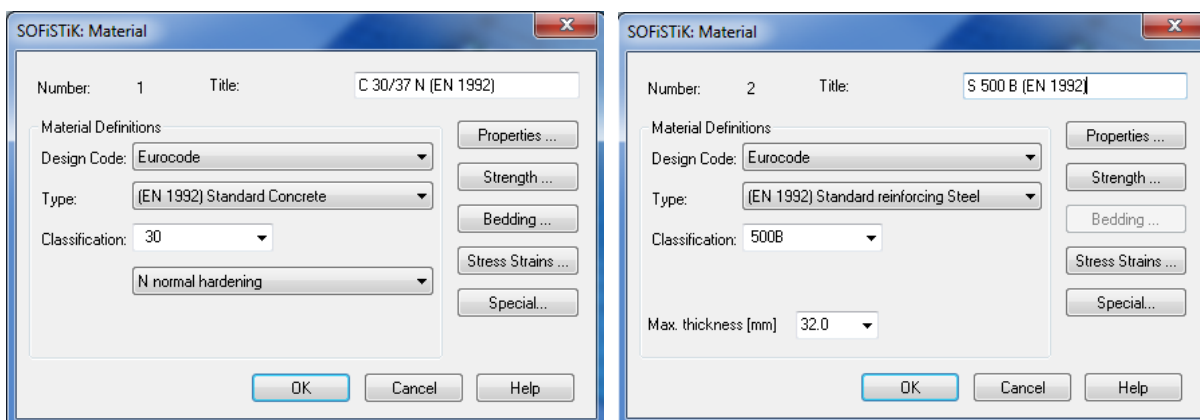 SOFiSTiK: Material
Number: 1 Title: C 30/37 N (EN 1992)
Material Definitions
Design Code: Eurocode
Type: (EN 1992) Standard Concrete
Classification: 30
N normal hardening
Properties ...
Strength ...
Bedding ...
Stress Strains ...
Special...
OK Cancel Help
SOFiSTiK: Material
Number: 2 Title: S 500 B (EN 1992)
Material Definitions
Design Code: Eurocode
Type: (EN 1992) Standard reinforcing Steel
Classification: 500B
Max. thickness [mm] 32.0
Properties ...
Strength ...
Bedding ...
Stress Strains ...
Special...
OK Cancel Help